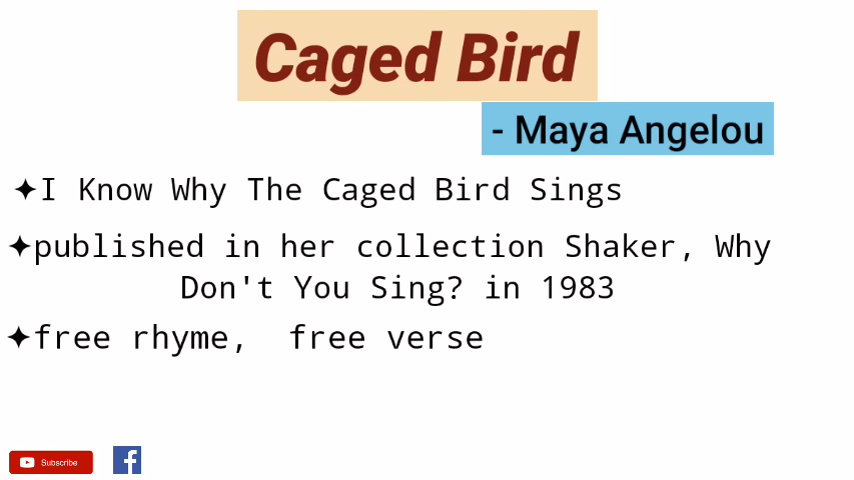 Caged Bird
- Maya Angelou
✦I Know Why The Caged Bird Sings
✦published in her collection Shaker, Why
Don't You Sing? in 1983
✦free rhyme, free verse
Subscribe
f